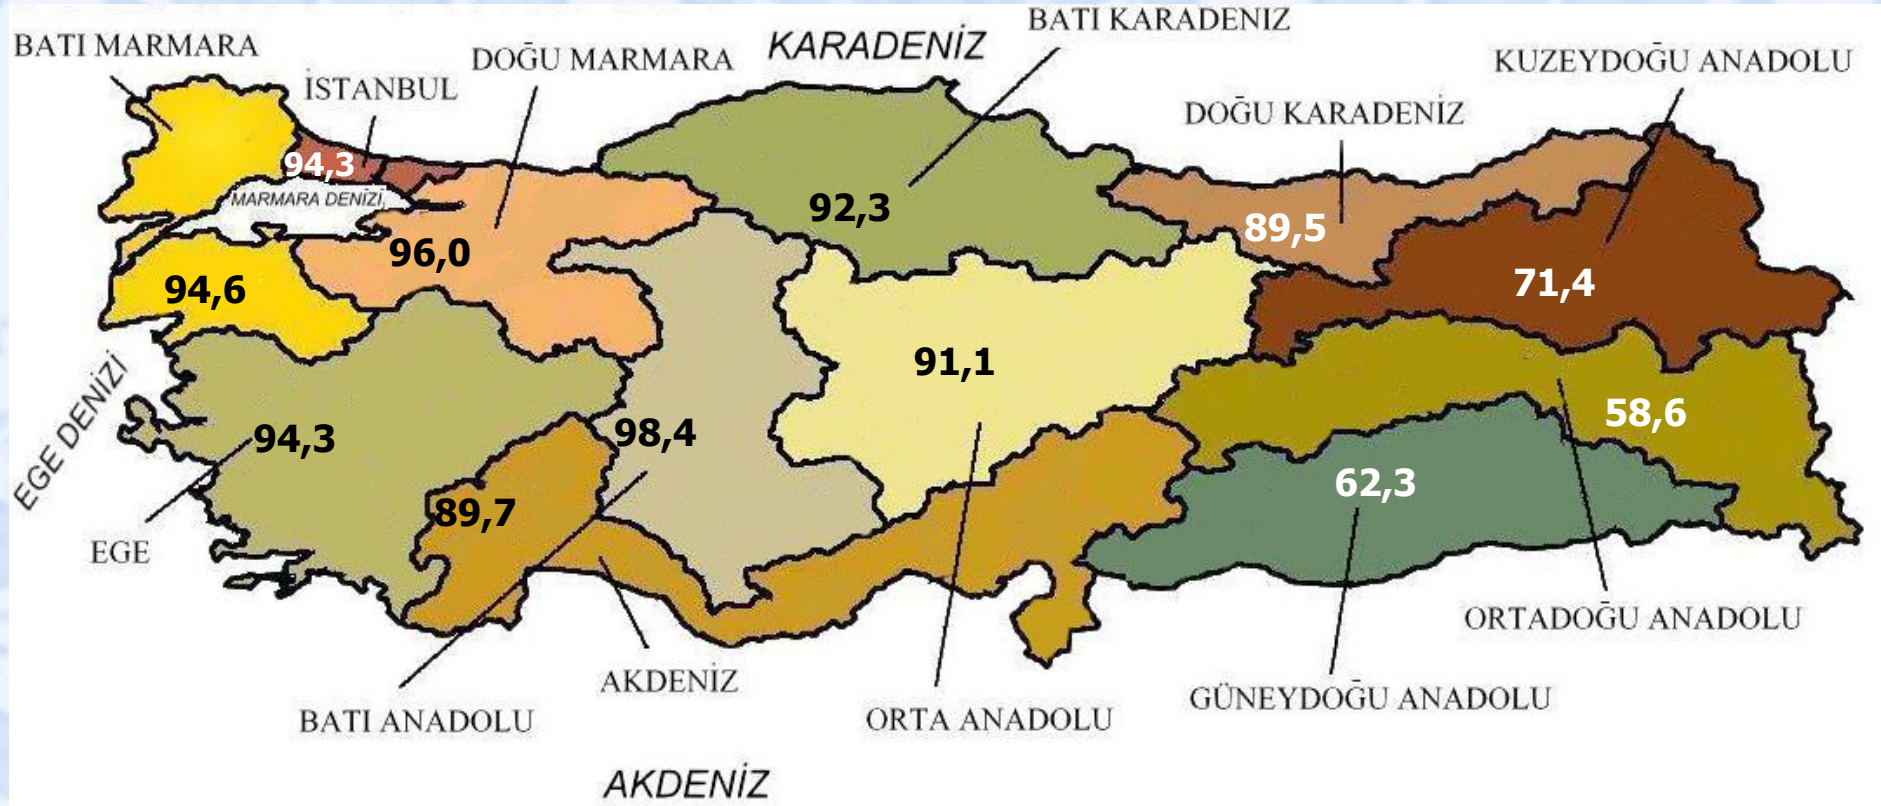 BATI KARADENIZ
BATI MARMARA
DOĞU MARMARA
KARADENİZ
KUZEYDOĞU ANADOLU
İSTANBUL
DOĞU KARADENİZ
94,3
MARMARA DENİZİ
92,3
89,5
96,0
94,6
71,4
91,1
EGE DENİZİ
94,3
98,4
58,6
89,7
62,3
EGE
ORTADOĞU ANADOLU
AKDENİZ
GÜNEYDOĞU ANADOLU
BATI ANADOLU
ORTA ANADOLU
AKDENİZ